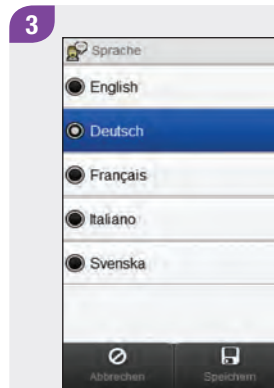 3
Sprache
English
Deutsch
Français
Italiano
Svenska
Abbrechen
Speichern